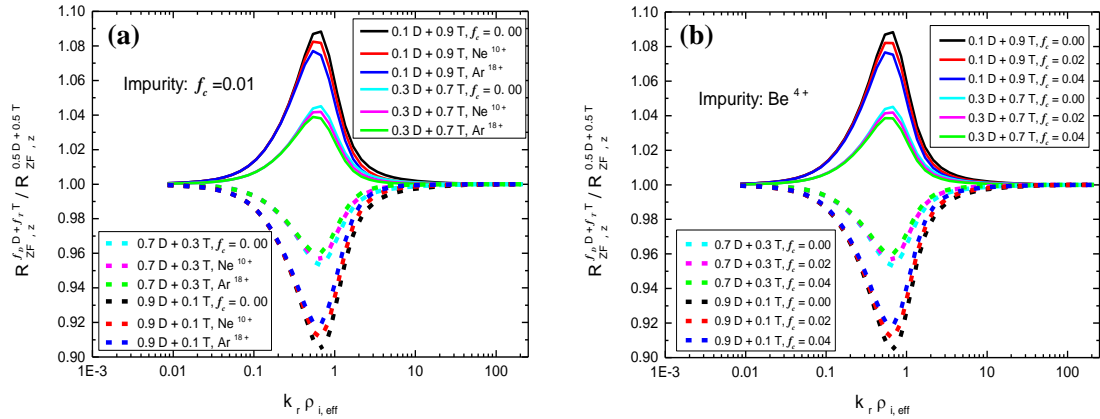 (a)
0.1 D + 0.9 T, f_c = 0.00
0.1 D + 0.9 T, Ne 10+
0.1 D + 0.9 T, Ar 18+
0.3 D + 0.7 T, f_c = 0.00
0.3 D + 0.7 T, Ne 10+
0.3 D + 0.7 T, Ar 18+
Impurity: f_c =0.01
1.10
1.08
1.06
1.04
1.02
1.00
0.98
0.96
0.94
0.92
0.90
R_{ZF, z}^{f_D D + f_T T} / R_{ZF, z}^{0.5 D + 0.5 T}
0.7 D + 0.3 T, f_c = 0.00
0.7 D + 0.3 T, Ne 10+
0.7 D + 0.3 T, Ar 18+
0.9 D + 0.1 T, f_c = 0.00
0.9 D + 0.1 T, Ne 10+
0.9 D + 0.1 T, Ar 18+
1E-3 0.01 0.1 1 10 100
k_r ρ_{i, eff}
(b)
0.1 D + 0.9 T, f_c = 0.00
0.1 D + 0.9 T, f_c = 0.02
0.1 D + 0.9 T, f_c = 0.04
0.3 D + 0.7 T, f_c = 0.00
0.3 D + 0.7 T, f_c = 0.02
0.3 D + 0.7 T, f_c = 0.04
Impurity: Be 4+
1.10
1.08
1.06
1.04
1.02
1.00
0.98
0.96
0.94
0.92
0.90
R_{ZF, z}^{f_D D + f_T T} / R_{ZF, z}^{0.5 D + 0.5 T}
0.7 D + 0.3 T, f_c = 0.00
0.7 D + 0.3 T, f_c = 0.02
0.7 D + 0.3 T, f_c = 0.04
0.9 D + 0.1 T, f_c = 0.00
0.9 D + 0.1 T, f_c = 0.02
0.9 D + 0.1 T, f_c = 0.04
1E-3 0.01 0.1 1 10 100
k_r ρ_{i, eff}